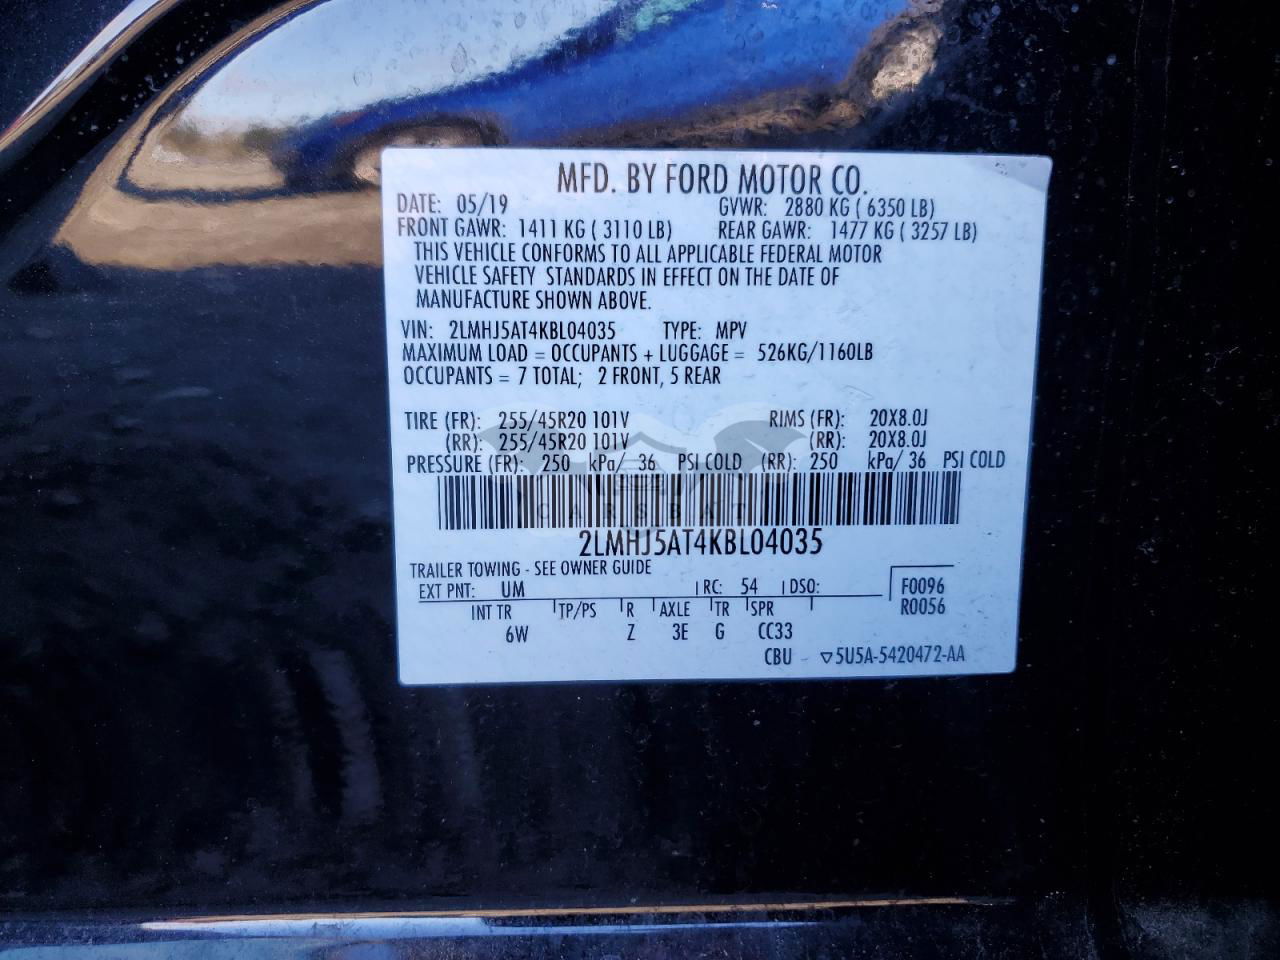 MFD. BY FORD MOTOR CO.
DATE: 05/19 GVWR: 2880 KG ( 6350 LB)
FRONT GAWR: 1411 KG ( 3110 LB) REAR GAWR: 1477 KG ( 3257 LB)
THIS VEHICLE CONFORMS TO ALL APPLICABLE FEDERAL MOTOR
VEHICLE SAFETY STANDARDS IN EFFECT ON THE DATE OF
MANUFACTURE SHOWN ABOVE.
VIN: 2LMHJ5AT4KBL04035 TYPE: MPV
MAXIMUM LOAD = OCCUPANTS + LUGGAGE = 526KG/1160LB
OCCUPANTS = 7 TOTAL; 2 FRONT, 5 REAR
TIRE (FR): 255/45R20 101V RIMS (FR): 20X8.0J
(RR): 255/45R20 101V (RR): 20X8.0J
PRESSURE (FR): 250 kPa/ 36 PSI COLD (RR): 250 kPa/ 36 PSI COLD
CARSBAT
2LMHJ5AT4KBL04035
TRAILER TOWING - SEE OWNER GUIDE
EXT PNT: UM RC: 54 DSO: F0096
INT TR TP/PS R AXLE TR SPR R0056
6W Z 3E G CC33
CBU ▽5U5A-5420472-AA